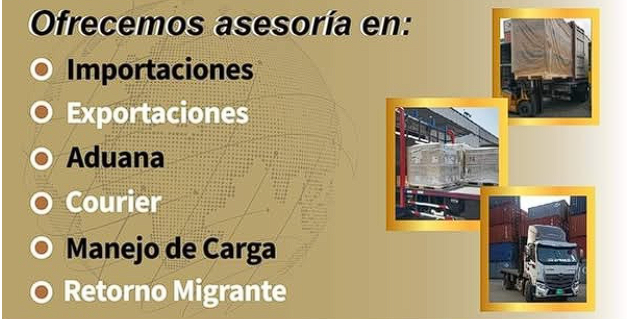 Ofrecemos asesoría en:
Importaciones
Exportaciones
Aduana
Courier
Manejo de Carga
Retorno Migrante